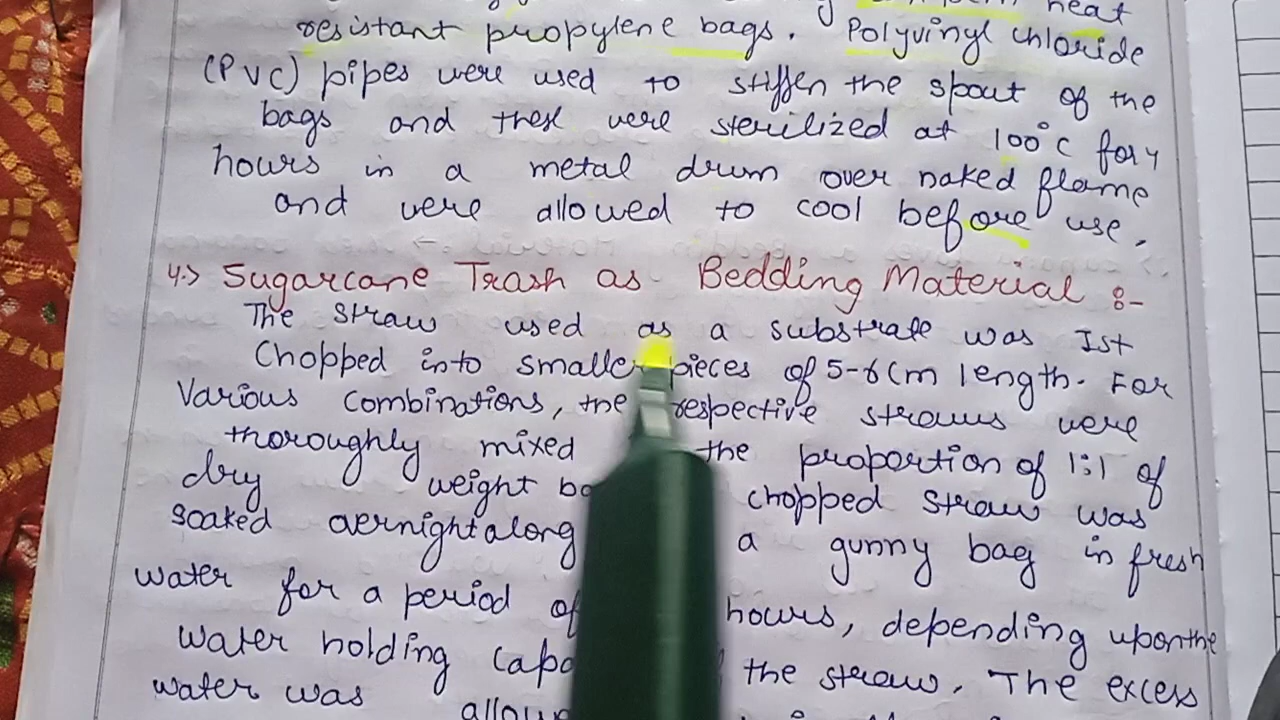 heat
resistant propylene bags. Polyvinyl chloride
(PVC) pipes were used to stiffen the spout of the
bags and these were sterilized at 100°C for 4
hours in a metal drum over naked flame
and were allowed to cool before use.
4.> Sugarcane Trash as Bedding Material :-
The straw used as a substrate was Ist
Chopped into smaller pieces of 5-6 cm length. For
Various combinations, the respective straws were
thoroughly mixed the proportion of 1:1 of
dry weight chopped straw was
soaked overnight along a gunny bag in fresh
water for a period of hours, depending upon the
water holding the straw. The excess
water was